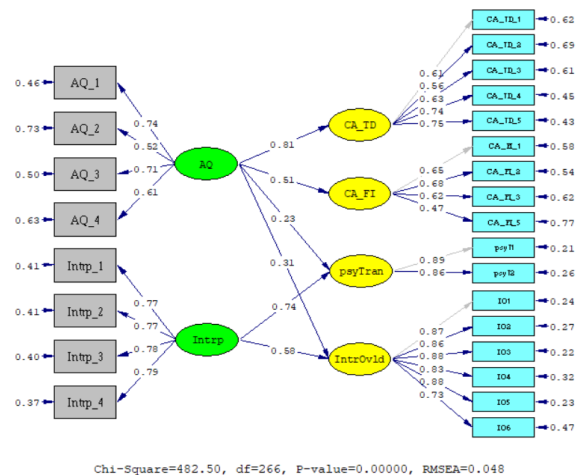 CA_TD_1 0.62
0.46 AQ_1 CA_TD_2 0.69
0.61 CA_TD_3 0.61
0.56
0.74 0.63 CA_TD_4 0.45
0.73 AQ_2 0.74
0.52 0.81 CA_TD 0.75 CA_TD_5 0.43
0.50 AQ_3 0.71 AQ CA_FI_1 0.58
0.61 0.51 CA_FI 0.65 CA_FI_2 0.54
0.63 AQ_4 0.68
0.62 CA_FI_3 0.62
0.23 0.47 CA_FI_5 0.77
0.41 Intrp_1 0.31 psyT1 0.21
psyTran 0.89
0.86 psyT2 0.26
0.77 0.74
0.41 Intrp_2 0.77 IO1 0.24
0.78 Intrp 0.58 IntrOvld 0.87 IO2 0.27
0.40 Intrp_3 0.79 0.86
0.88 IO3 0.22
0.83 IO4 0.32
0.37 Intrp_4 0.88
0.73 IO5 0.23
IO6 0.47
Chi-Square=482.50, df=266, P-value=0.00000, RMSEA=0.048